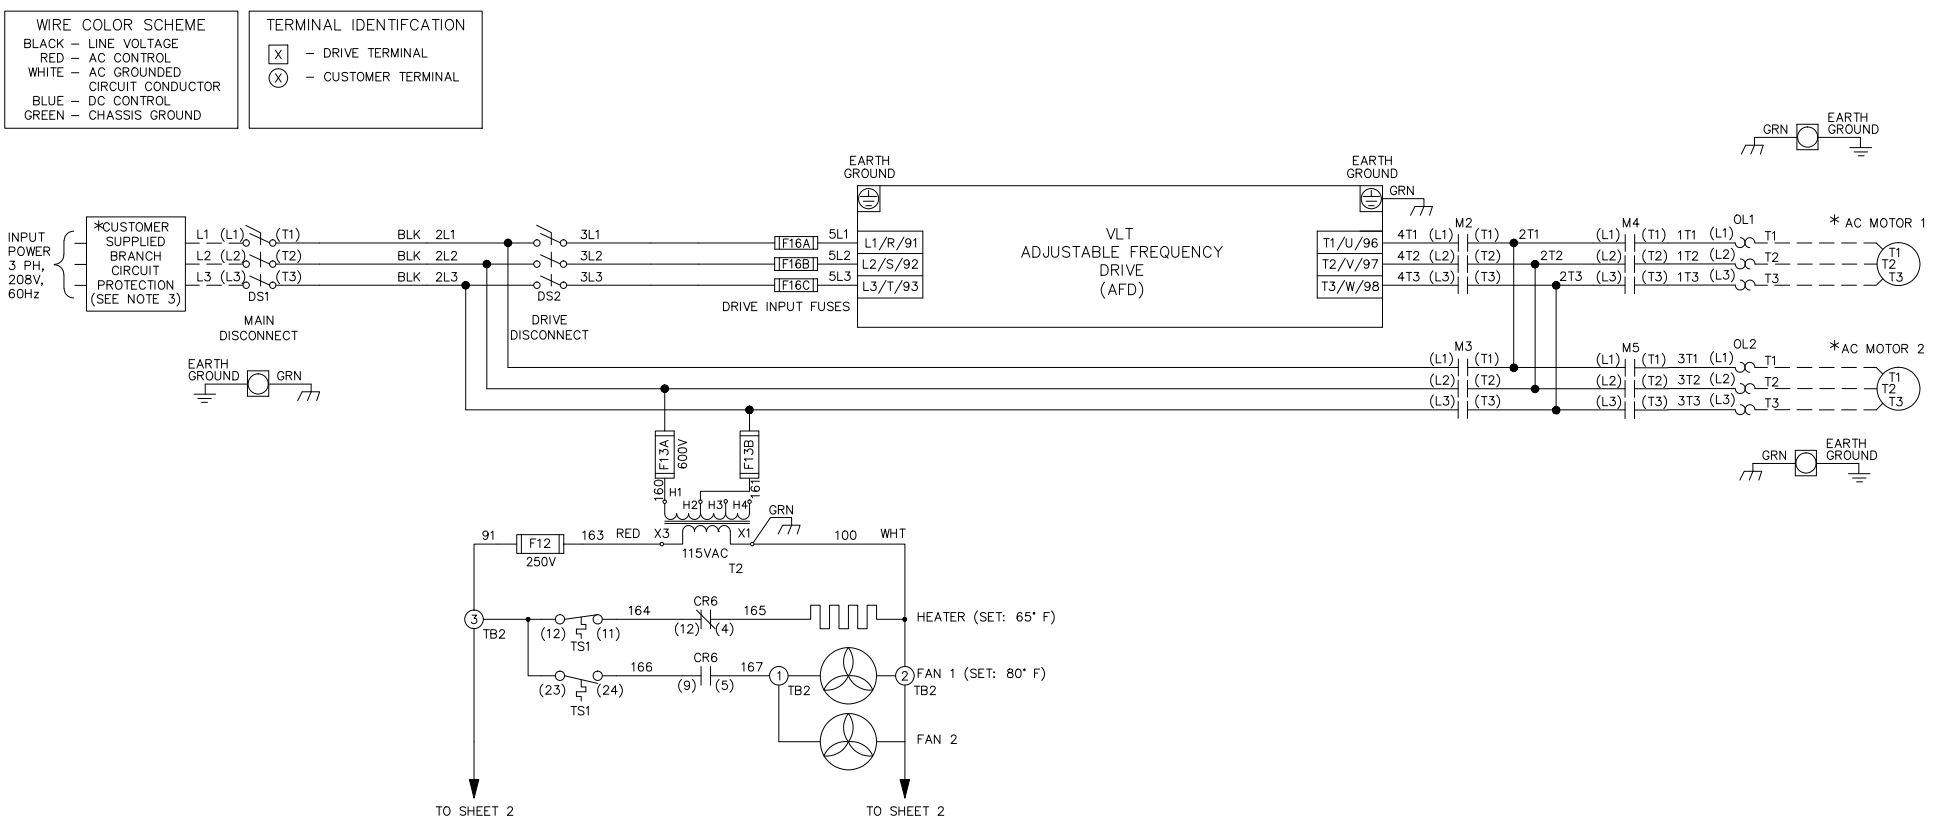 WIRE COLOR SCHEME
BLACK – LINE VOLTAGE
RED – AC CONTROL
WHITE – AC GROUNDED
CIRCUIT CONDUCTOR
BLUE – DC CONTROL
GREEN – CHASSIS GROUND
TERMINAL IDENTIFCATION
X – DRIVE TERMINAL
X – CUSTOMER TERMINAL
EARTH
GROUND
GRN
EARTH
GROUND
EARTH
GROUND
GRN
INPUT
POWER
3 PH,
208V,
60Hz
*CUSTOMER
SUPPLIED
BRANCH
CIRCUIT
PROTECTION
(SEE NOTE 3)
L1 (L1) (T1) BLK 2L1 3L1 F16A 5L1 L1/R/91
L2 (L2) (T2) BLK 2L2 3L2 F16B 5L2 L2/S/92
L3 (L3) (T3) BLK 2L3 3L3 F16C 5L3 L3/T/93
DS1
DS2
MAIN
DISCONNECT
DRIVE
DISCONNECT
DRIVE INPUT FUSES
VLT
ADJUSTABLE FREQUENCY
DRIVE
(AFD)
M2 M4 OL1 * AC MOTOR 1
T1/U/96 4T1 (L1) (T1) 2T1 (L1) (T1) 1T1 (L1) T1
T2/V/97 4T2 (L2) (T2) 2T2 (L2) (T2) 1T2 (L2) T2
T3/W/98 4T3 (L3) (T3) 2T3 (L3) (T3) 1T3 (L3) T3
T1
T2
T3
M3 M5 OL2 *AC MOTOR 2
(L1) (T1) (L1) (T1) 3T1 (L1) T1
(L2) (T2) (L2) (T2) 3T2 (L2) T2
(L3) (T3) (L3) (T3) 3T3 (L3) T3
T1
T2
T3
EARTH
GROUND
GRN
GRN
EARTH
GROUND
F13A
600V
F13B
160
161
H1
H2 H3 H4
GRN
91 F12 163 RED X3 X1 100 WHT
250V
115VAC
T2
3
TB2
(12) (11)
TS1
164
CR6
(12) (4)
165
HEATER (SET: 65° F)
(23) (24)
TS1
166
CR6
(9) (5)
167
1
TB2
2
TB2
FAN 1 (SET: 80° F)
FAN 2
TO SHEET 2
TO SHEET 2